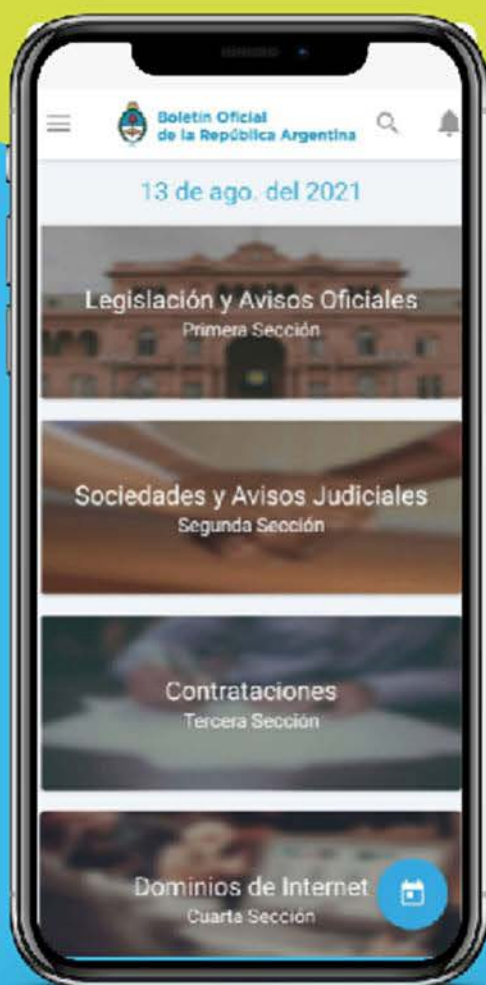 Boletín Oficial
de la República Argentina
13 de ago. del 2021
Legislación y Avisos Oficiales
Primera Sección
Sociedades y Avisos Judiciales
Segunda Sección
Contrataciones
Tercera Sección
Dominios de Internet
Cuarta Sección